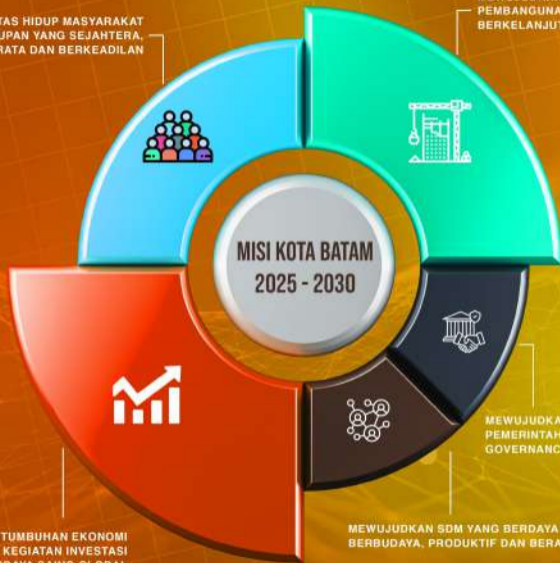 TAS HIDUP MASYARAKAT
UPAN YANG SEJAHTERA,
RATA DAN BERKEADILAN
PEMBANGUNA
BERKELANJUT
MISI KOTA BATAM
2025 - 2030
MEWUJUDKA
PEMERINTAH
GOVERNANC
MEWUJUDKAN SDM YANG BERDAYA
BERBUDAYA, PRODUKTIF DAN BERA
TUMBUHAN EKONOMI
KEGIATAN INVESTASI